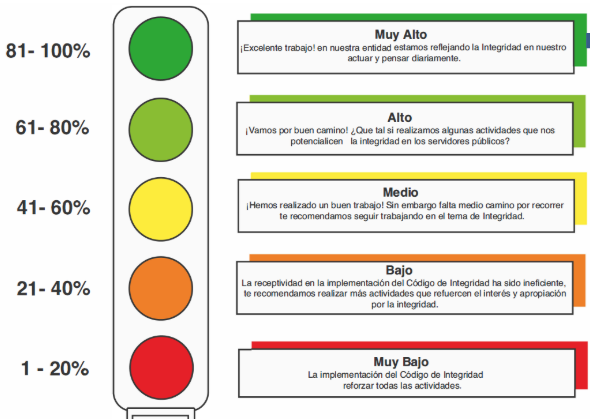 81- 100%
Muy Alto
¡Excelente trabajo! en nuestra entidad estamos reflejando la Integridad en nuestro
actuar y pensar diariamente.
61- 80%
Alto
¡Vamos por buen camino! ¿Que tal si realizamos algunas actividades que nos
potencialicen la integridad en los servidores públicos?
41- 60%
Medio
¡Hemos realizado un buen trabajo! Sin embargo falta medio camino por recorrer
te recomendamos seguir trabajando en el tema de Integridad.
21- 40%
Bajo
La receptividad en la implementación del Código de Integridad ha sido ineficiente,
te recomendamos realizar más actividades que refuercen el interés y apropiación
por la integridad.
1 - 20%
Muy Bajo
La implementación del Código de Integridad
reforzar todas las actividades.